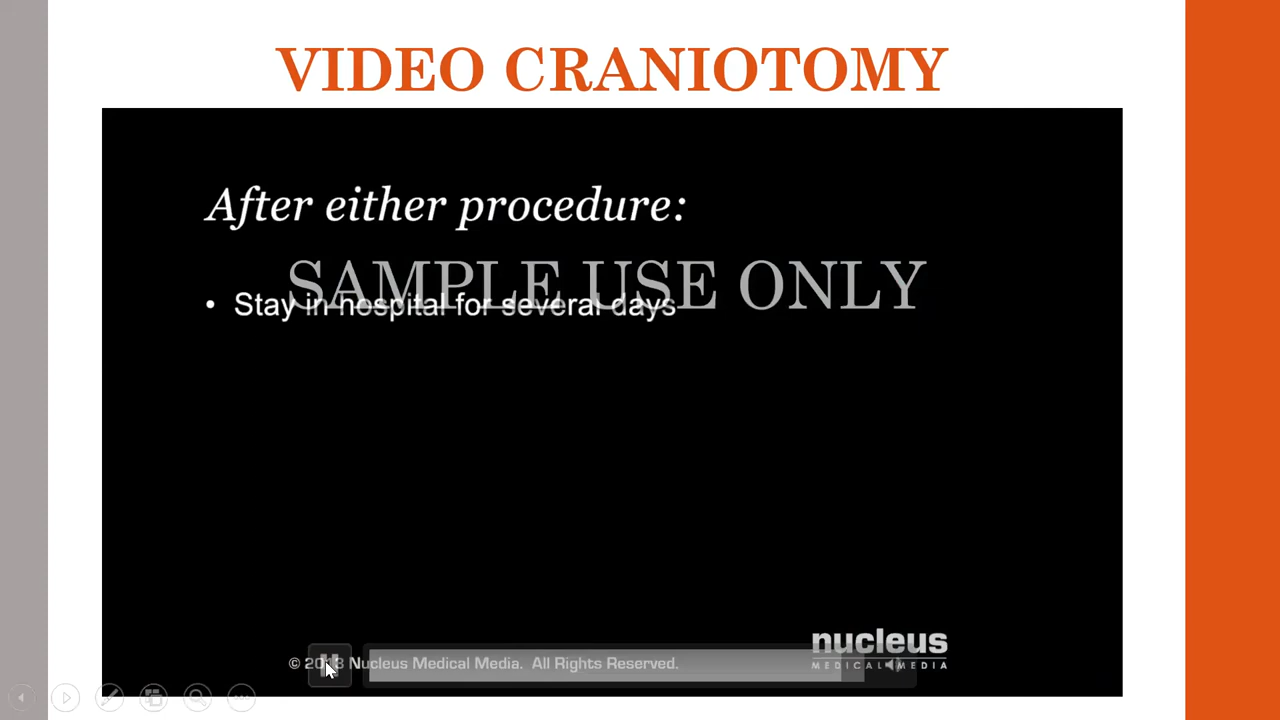 VIDEO CRANIOTOMY
After either procedure:
SAMPLE USE ONLY
• Stay in hospital for several days
nucleus
MEDICAL MEDIA
© 2013 Nucleus Medical Media. All Rights Reserved.